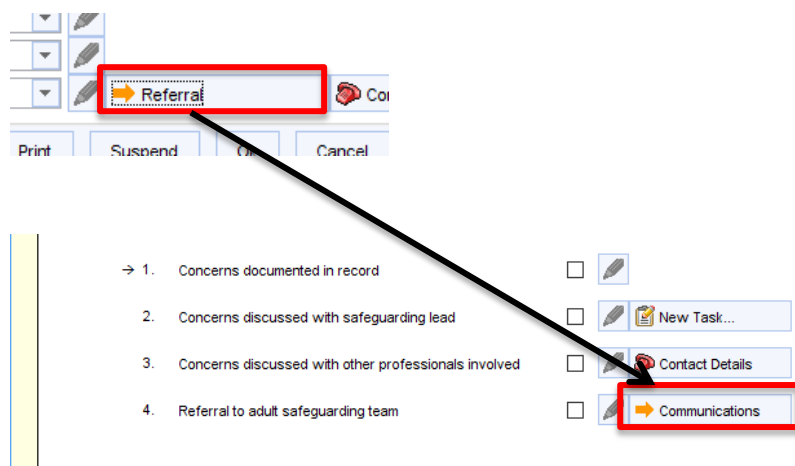 Referral Co
Print Suspend Cancel
→ 1. Concerns documented in record
2. Concerns discussed with safeguarding lead New Task...
3. Concerns discussed with other professionals involved Contact Details
4. Referral to adult safeguarding team Communications